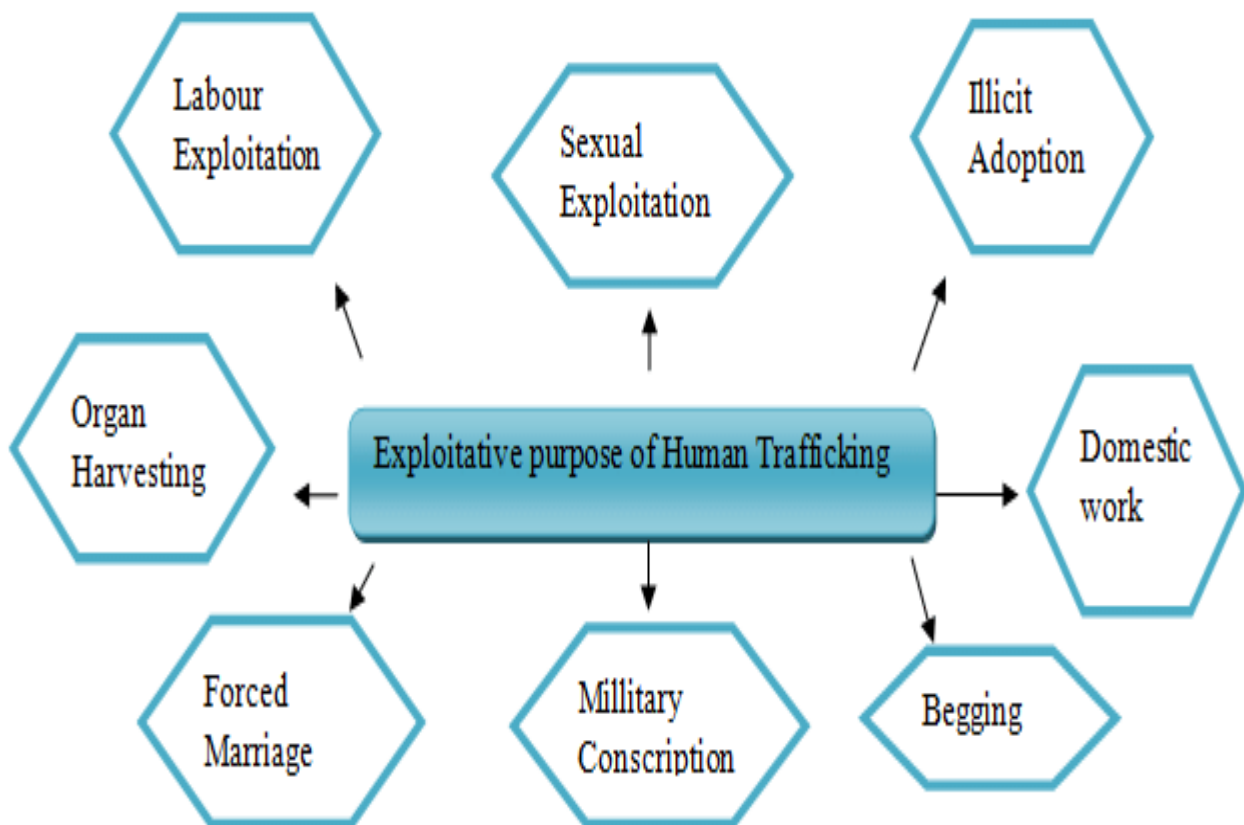 Labour
Exploitation
Sexual
Exploitation
Illicit
Adoption
Organ
Harvesting
Exploitative purpose of Human Trafficking
Domestic
work
Forced
Marriage
Millitary
Conscription
Begging